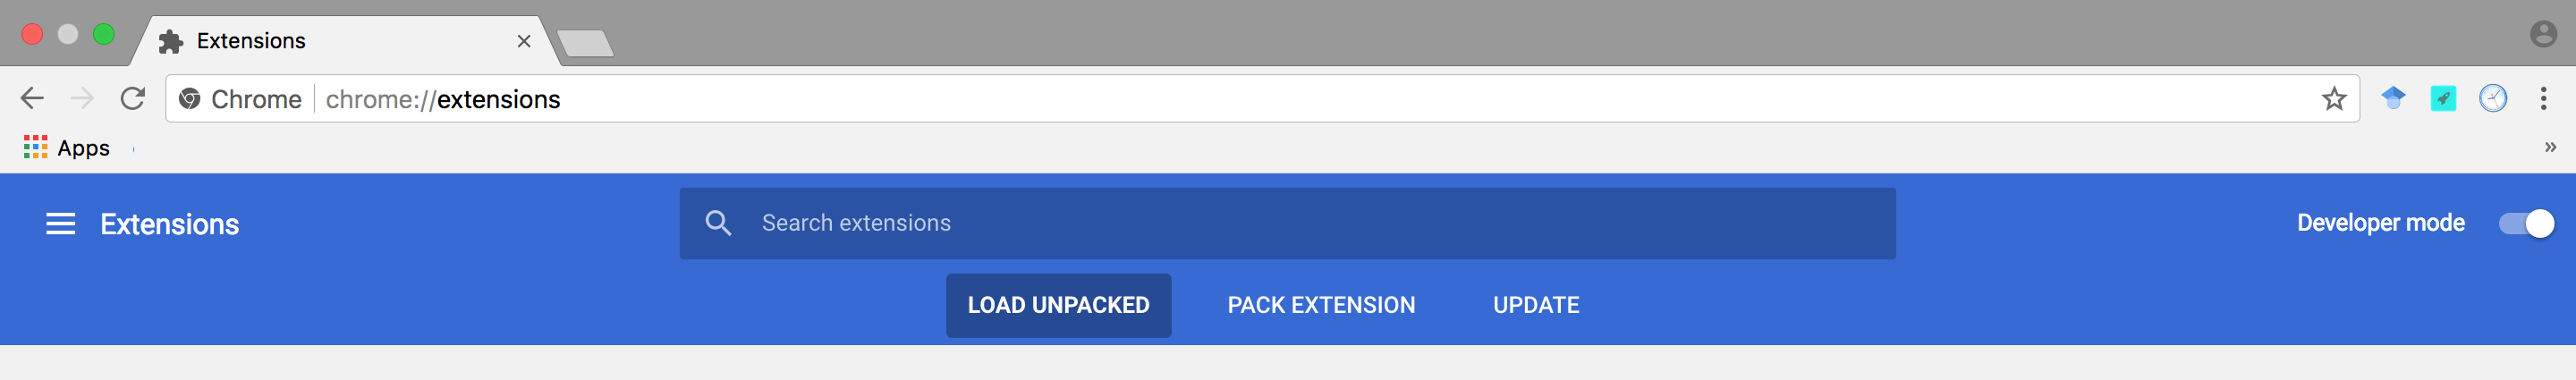 Extensions
Chrome chrome://extensions
Apps
Extensions Search extensions Developer mode
LOAD UNPACKED PACK EXTENSION UPDATE